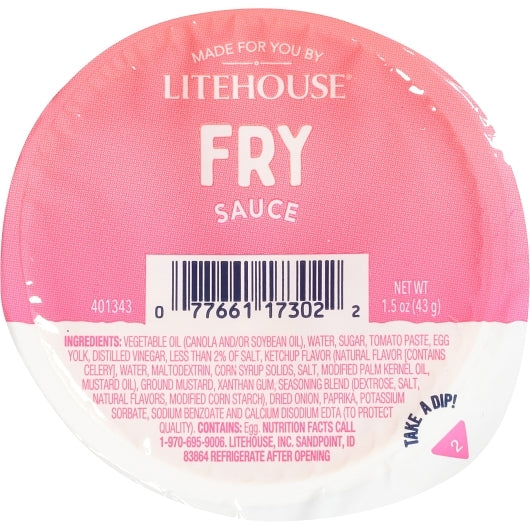 MADE FOR YOU BY
LITEHOUSE®
FRY
SAUCE
401343
0 77661 17302 2
NET WT
1.5 oz (43 g)
INGREDIENTS: VEGETABLE OIL (CANOLA AND/OR SOYBEAN OIL), WATER, SUGAR, TOMATO PASTE, EGG
YOLK, DISTILLED VINEGAR, LESS THAN 2% OF SALT, KETCHUP FLAVOR (NATURAL FLAVOR [CONTAINS
CELERY], WATER, MALTODEXTRIN, CORN SYRUP SOLIDS, SALT, MODIFIED PALM KERNEL OIL,
MUSTARD OIL), GROUND MUSTARD, XANTHAN GUM, SEASONING BLEND (DEXTROSE, SALT,
NATURAL FLAVORS, MODIFIED CORN STARCH), DRIED ONION, PAPRIKA, POTASSIUM
SORBATE, SODIUM BENZOATE AND CALCIUM DISODIUM EDTA (TO PROTECT
QUALITY). CONTAINS: Egg. NUTRITION FACTS CALL
1-970-695-9006. LITEHOUSE, INC. SANDPOINT, ID
83864 REFRIGERATE AFTER OPENING
TAKE A DIP!
2